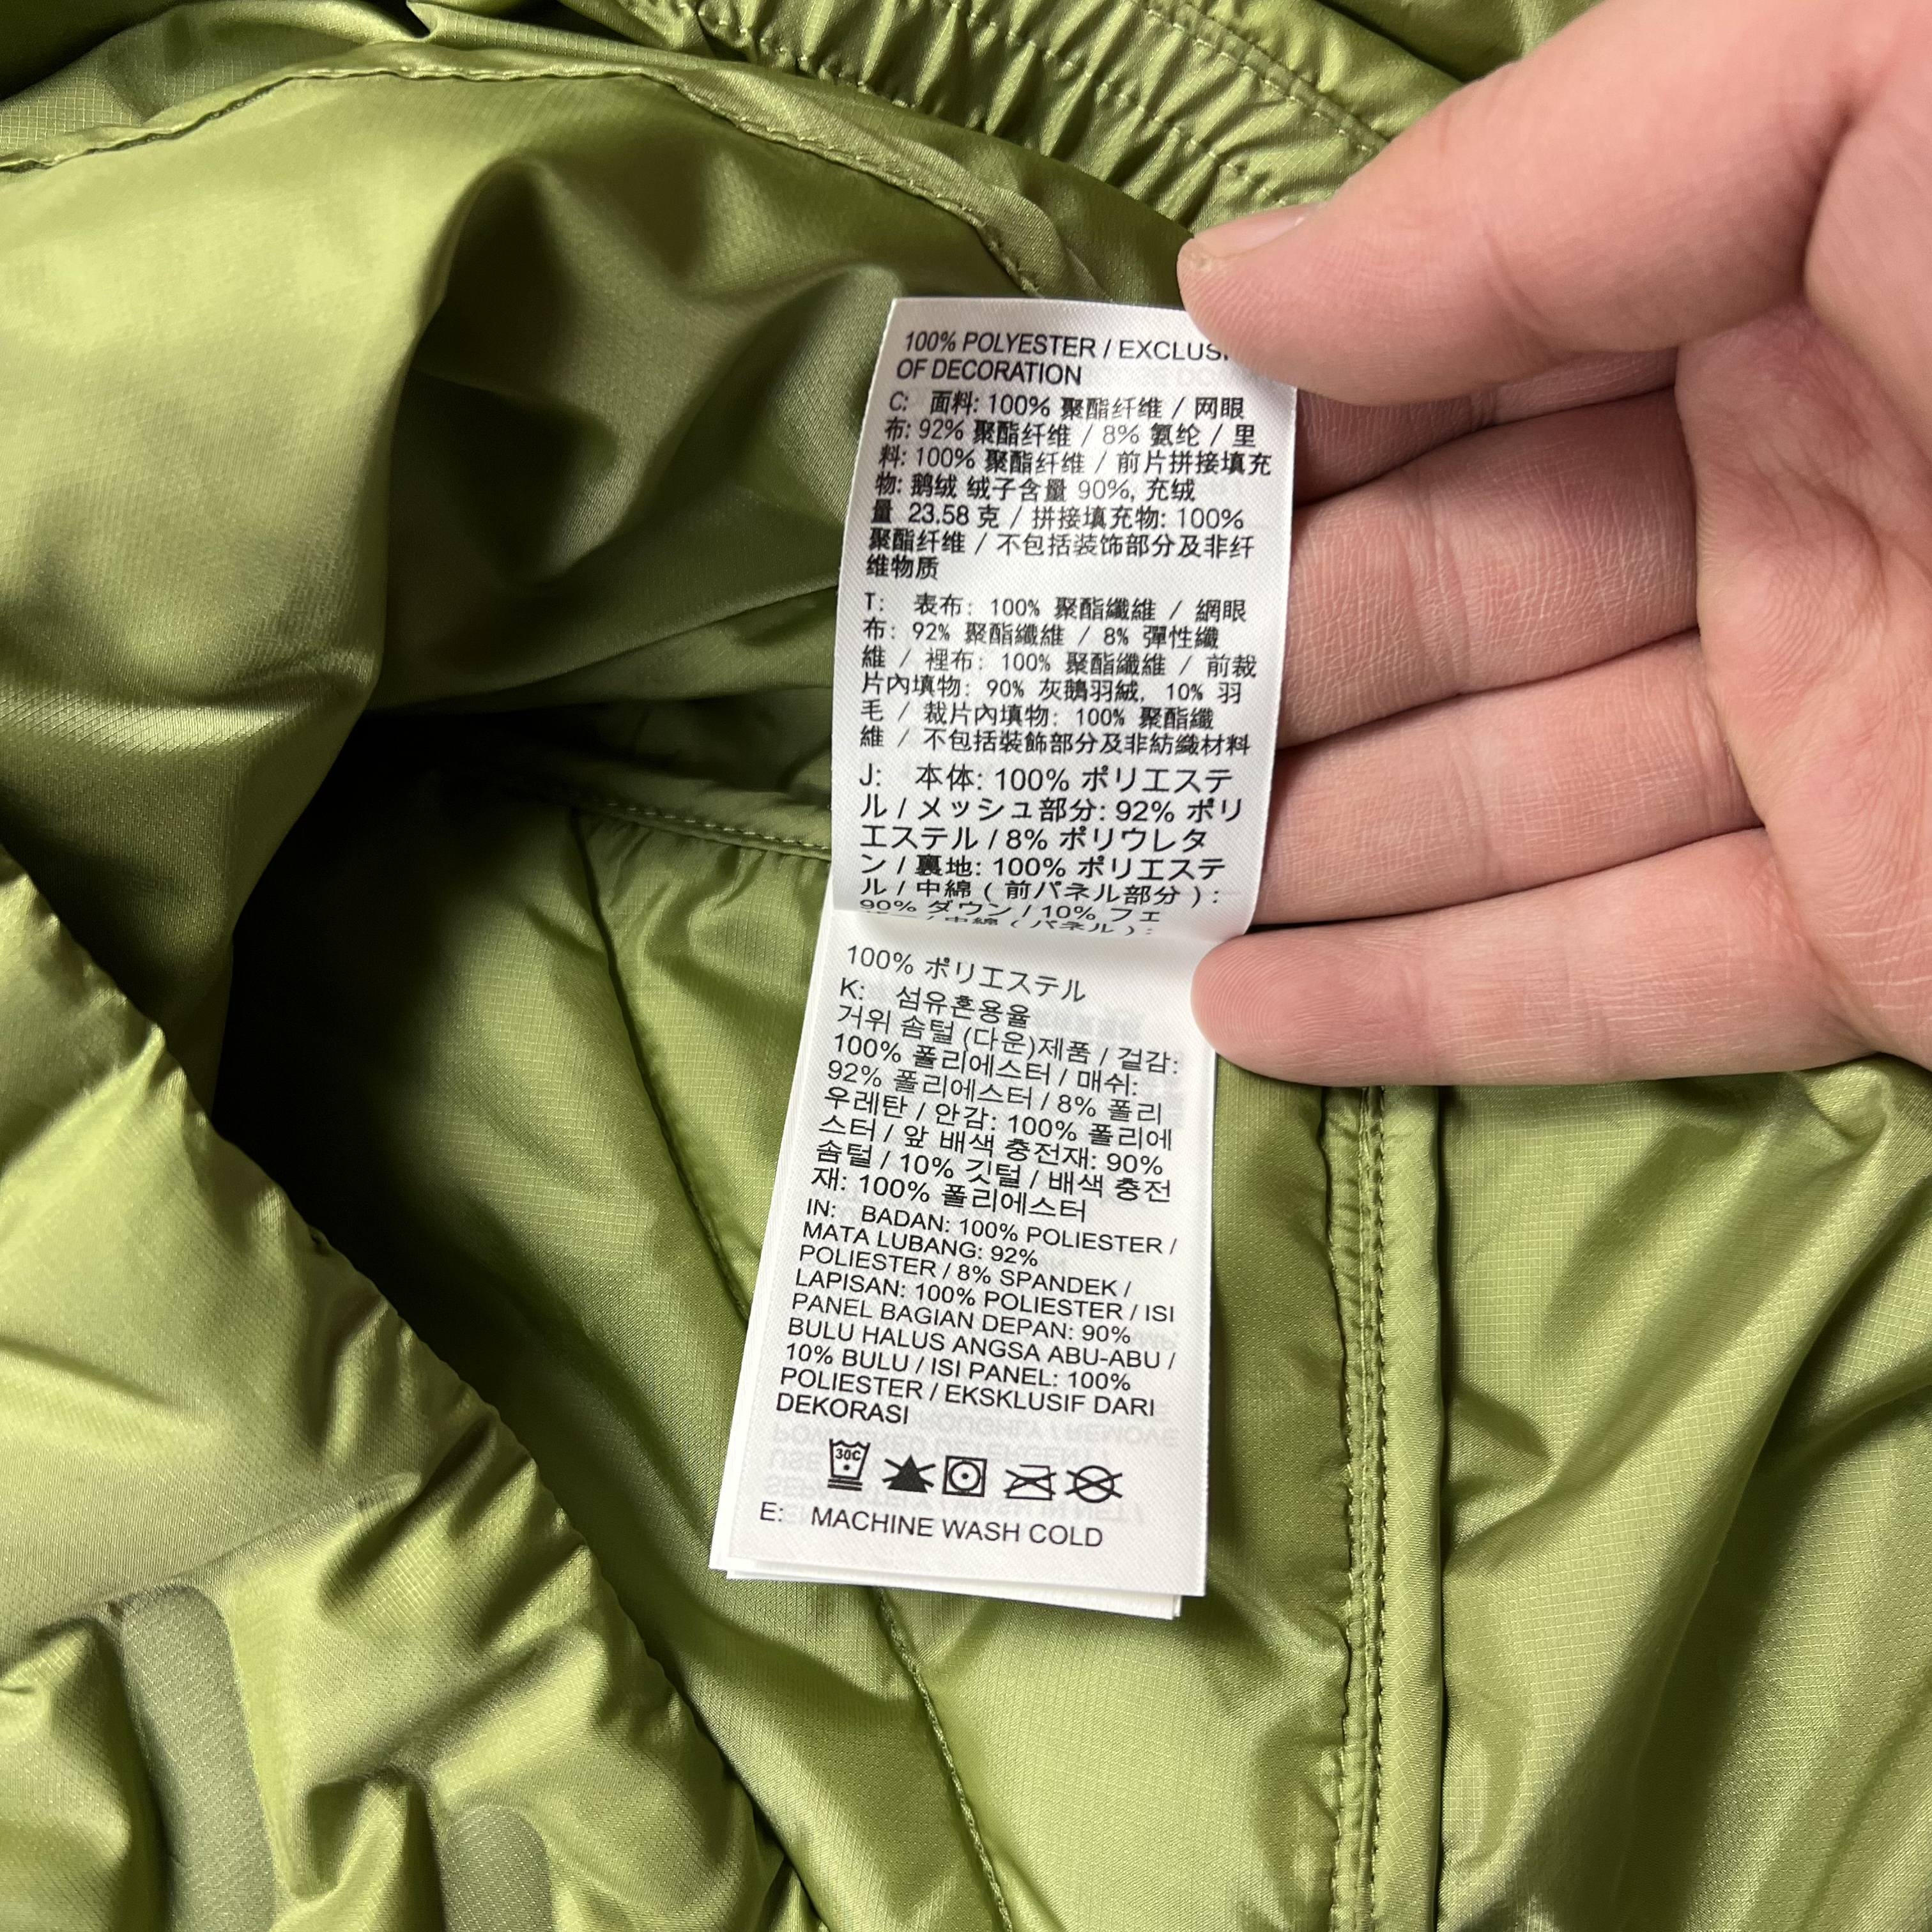 100% POLYESTER / EXCLUSI
OF DECORATION
C: 面料: 100% 聚酯纤维 / 网眼
布: 92% 聚酯纤维 / 8% 氨纶 / 里
料: 100% 聚酯纤维 / 前片拼接填充
物: 鹅绒 绒子含量 90%, 充绒
量 23.58 克 / 拼接填充物: 100%
聚酯纤维 / 不包括装饰部分及非纤
维物质
T: 表布: 100% 聚酯纖維 / 網眼
布: 92% 聚酯纖維 / 8% 彈性纖
維 / 裡布: 100% 聚酯纖維 / 前裁
片內填物: 90% 灰鵝羽絨, 10% 羽
毛 / 裁片內填物: 100% 聚酯纖
維 / 不包括裝飾部分及非紡織材料
J: 本体: 100% ポリエステ
ル / メッシュ部分: 92% ポリ
エステル / 8% ポリウレタ
ン / 裏地: 100% ポリエステ
ル / 中綿 ( 前パネル部分 ) :
90% ダウン / 10% フェ
/ 中綿 ( パネル ) :
100% ポリエステル
K: 섬유혼용율
거위 솜털 (다운)제품 / 겉감:
100% 폴리에스터 / 매쉬:
92% 폴리에스터 / 8% 폴리
우레탄 / 안감: 100% 폴리에
스터 / 앞 배색 충전재: 90%
솜털 / 10% 깃털 / 배색 충전
재: 100% 폴리에스터
IN: BADAN: 100% POLIESTER /
MATA LUBANG: 92%
POLIESTER / 8% SPANDEK /
LAPISAN: 100% POLIESTER / ISI
PANEL BAGIAN DEPAN: 90%
BULU HALUS ANGSA ABU-ABU /
10% BULU / ISI PANEL: 100%
POLIESTER / EKSKLUSIF DARI
DEKORASI
30C
E: MACHINE WASH COLD